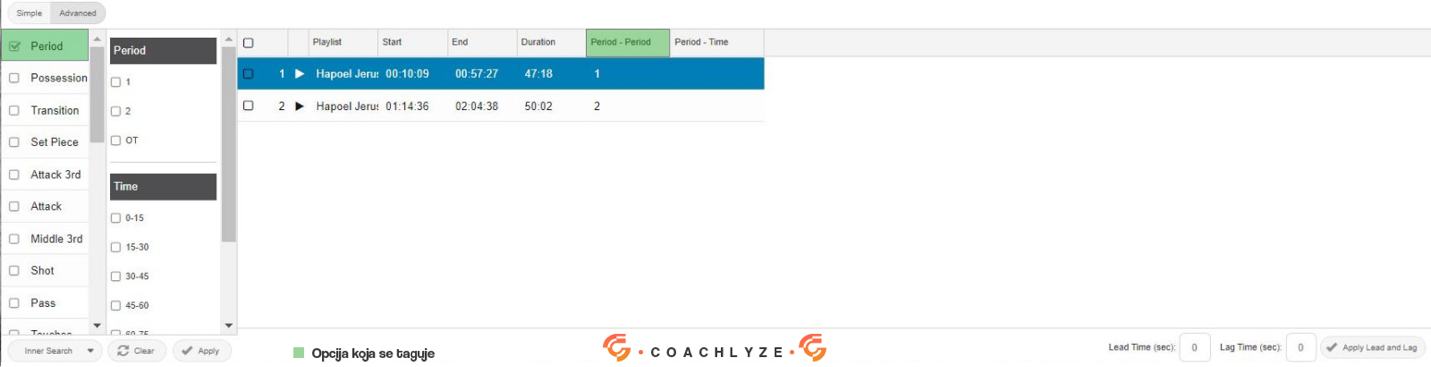 Simple Advanced
Period
Possession
Transition
Set Piece
Attack 3rd
Attack
Middle 3rd
Shot
Pass
Touches
Period
1
2
OT
Time
0-15
15-30
30-45
45-60
60-75
Playlist Start End Duration Period - Period Period - Time
1 Hapoel Jerus 00:10:09 00:57:27 47:18 1
2 Hapoel Jerus 01:14:36 02:04:38 50:02 2
Inner Search Clear Apply
Opcija koja se taguje
• COACHLYZE •
Lead Time (sec): 0 Lag Time (sec): 0 Apply Lead and Lag